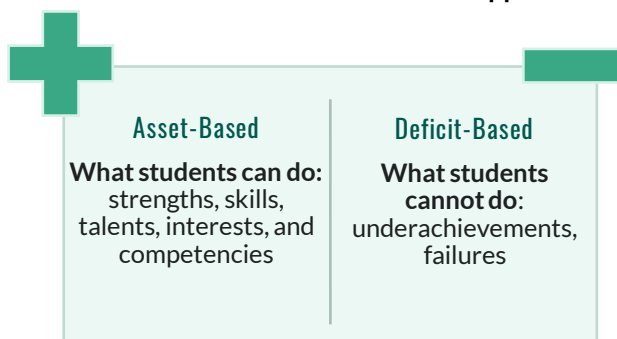 Asset-Based
What students can do:
strengths, skills,
talents, interests, and
competencies
Deficit-Based
What students
cannot do:
underachievements,
failures